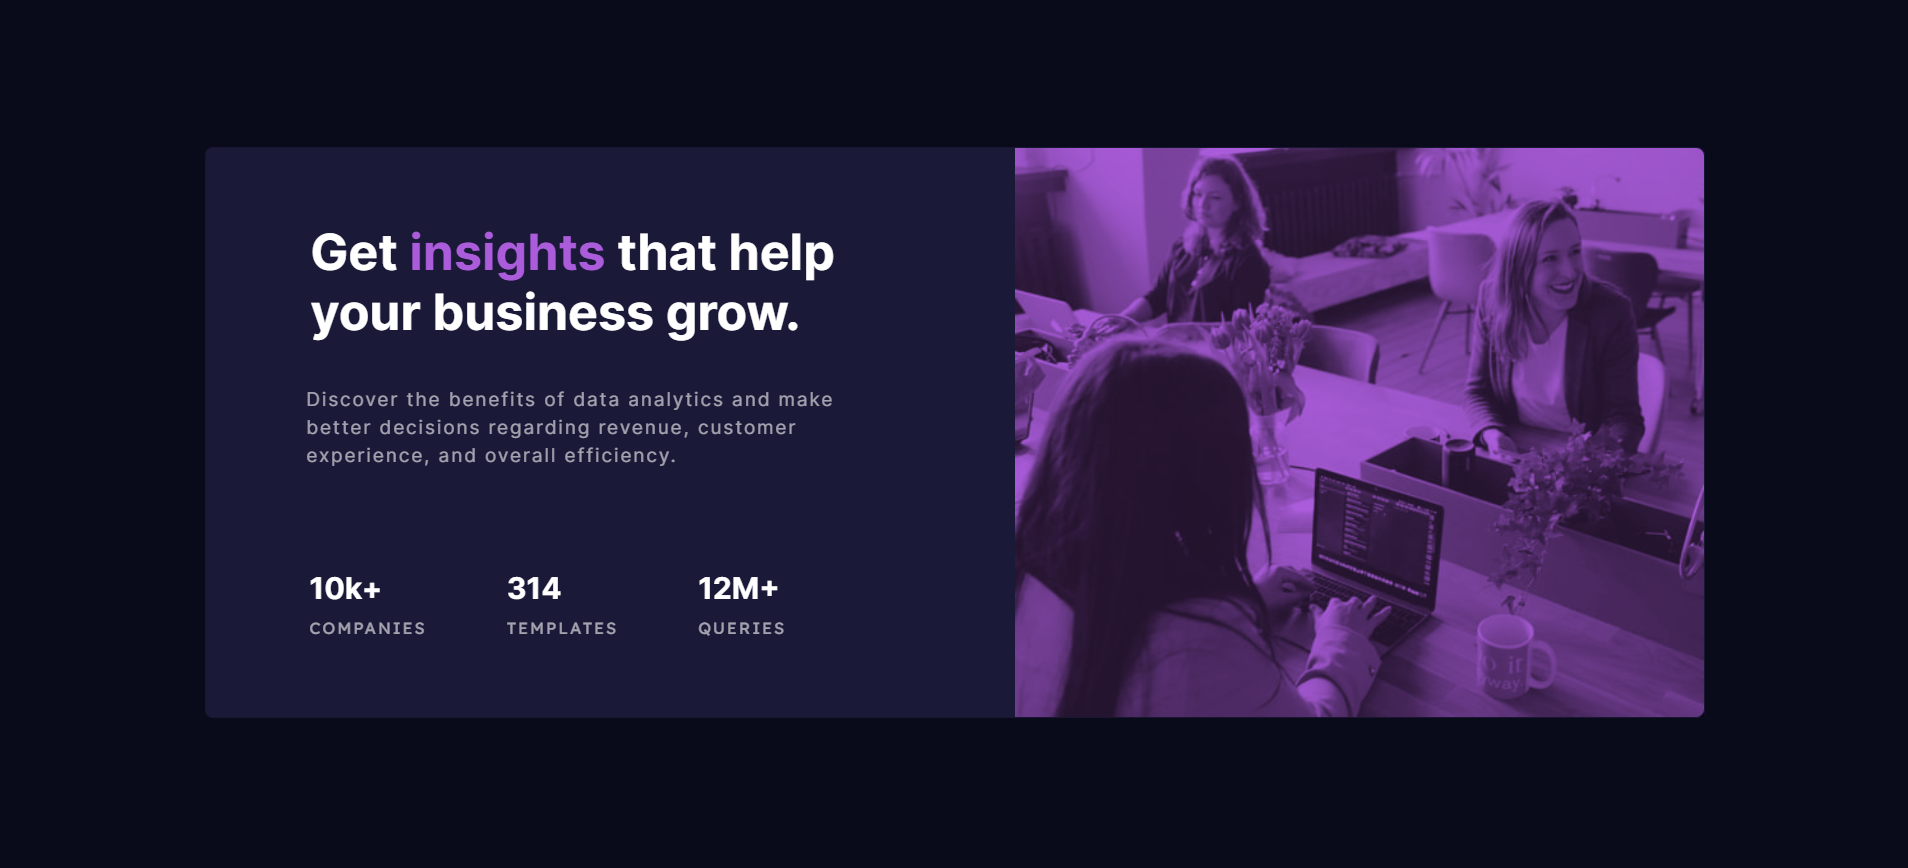 Get insights that help
your business grow.
Discover the benefits of data analytics and make
better decisions regarding revenue, customer
experience, and overall efficiency.
10k+ 314 12M+
COMPANIES TEMPLATES QUERIES
it